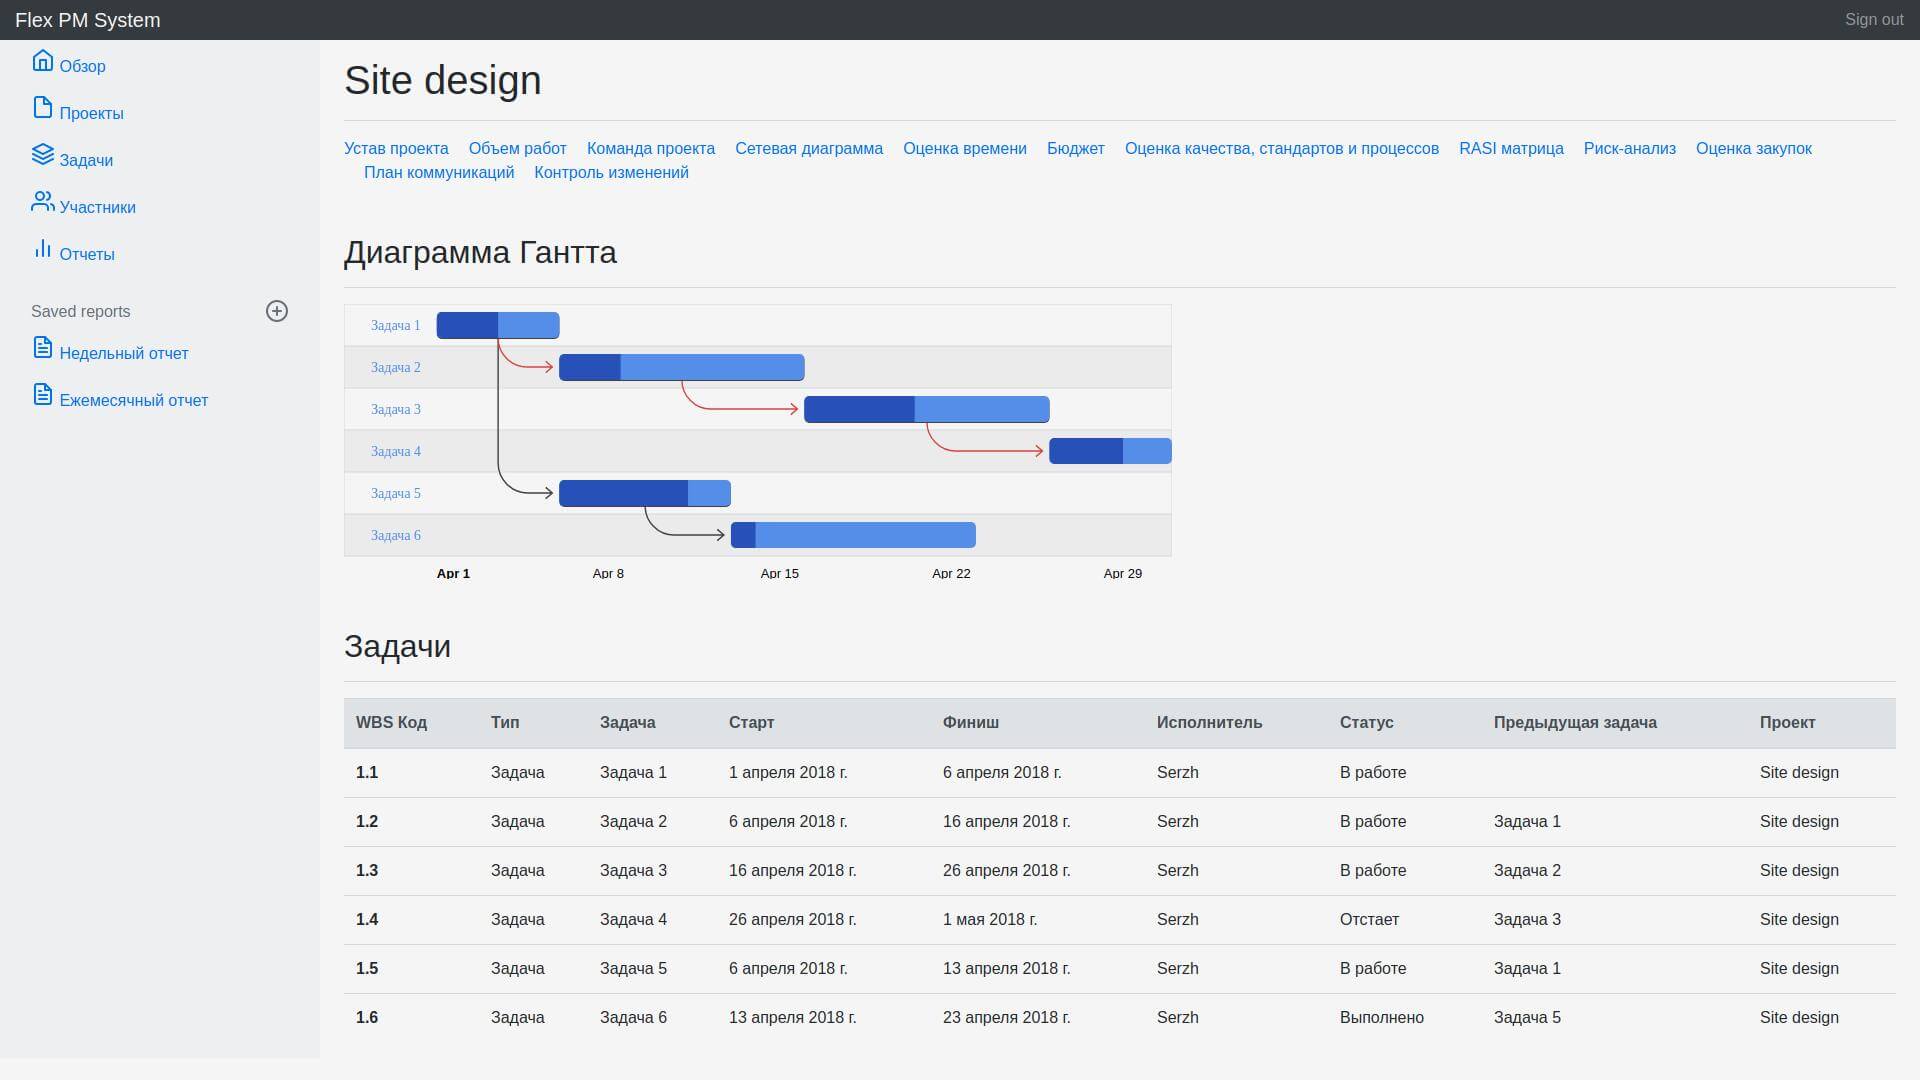 Flex PM System
Sign out
Обзор
Проекты
Задачи
Участники
Отчеты
Saved reports
Недельный отчет
Ежемесячный отчет
Site design
Устав проекта Объем работ Команда проекта Сетевая диаграмма Оценка времени Бюджет Оценка качества, стандартов и процессов RASI матрица Риск-анализ Оценка закупок
План коммуникаций Контроль изменений
Диаграмма Гантта
Задача 1
Задача 2
Задача 3
Задача 4
Задача 5
Задача 6
Apr 1 Apr 8 Apr 15 Apr 22 Apr 29
Задачи
WBS Код Тип Задача Старт Финиш Исполнитель Статус Предыдущая задача Проект
1.1 Задача Задача 1 1 апреля 2018 г. 6 апреля 2018 г. Serzh В работе Site design
1.2 Задача Задача 2 6 апреля 2018 г. 16 апреля 2018 г. Serzh В работе Задача 1 Site design
1.3 Задача Задача 3 16 апреля 2018 г. 26 апреля 2018 г. Serzh В работе Задача 2 Site design
1.4 Задача Задача 4 26 апреля 2018 г. 1 мая 2018 г. Serzh Отстает Задача 3 Site design
1.5 Задача Задача 5 6 апреля 2018 г. 13 апреля 2018 г. Serzh В работе Задача 1 Site design
1.6 Задача Задача 6 13 апреля 2018 г. 23 апреля 2018 г. Serzh Выполнено Задача 5 Site design